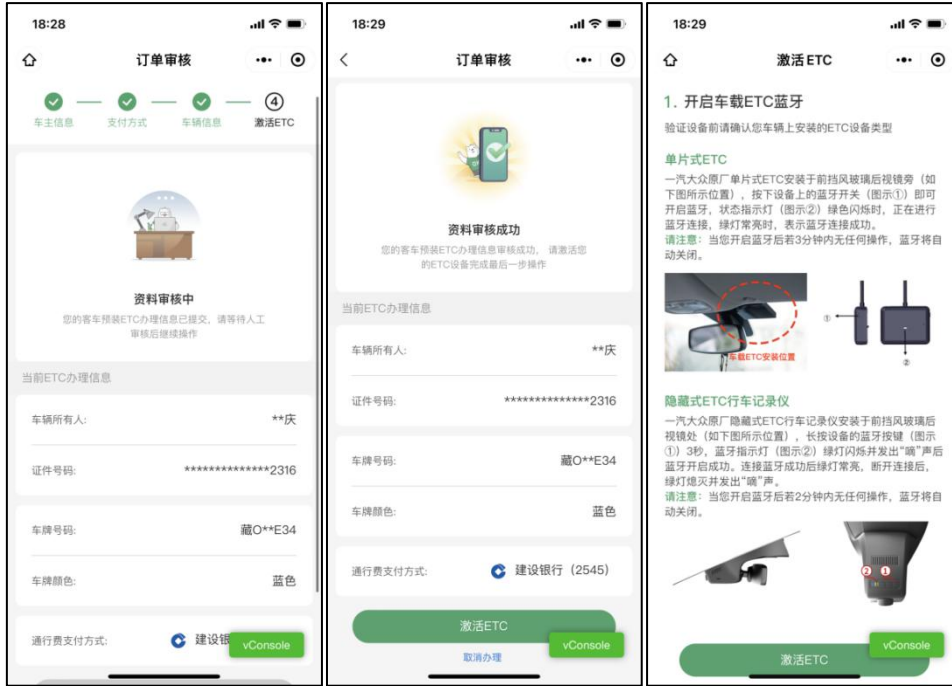 18:28
订单审核
车主信息
支付方式
车辆信息
4
激活ETC
资料审核中
您的客车预装ETC办理信息已提交，请等待人工
审核后继续操作
当前ETC办理信息
车辆所有人:
**庆
证件号码:
**************2316
车牌号码:
藏O**E34
车牌颜色:
蓝色
通行费支付方式:
建设银
vConsole
18:29
订单审核
资料审核成功
您的客车预装ETC办理信息审核成功，请激活您
的ETC设备完成最后一步操作
当前ETC办理信息
车辆所有人:
**庆
证件号码:
**************2316
车牌号码:
藏O**E34
车牌颜色:
蓝色
通行费支付方式:
建设银行（2545）
激活ETC
vConsole
取消办理
18:29
激活ETC
1. 开启车载ETC蓝牙
验证设备前请确认您车辆上安装的ETC设备类型
单片式ETC
一汽大众原厂单片式ETC安装于前挡风玻璃后视镜旁（如
下图所示位置），按下设备上的蓝牙开关（图示①）即可
开启蓝牙，状态指示灯（图示②）绿色闪烁时，正在进行
蓝牙连接，绿灯常亮时，表示蓝牙连接成功。
请注意：当您开启蓝牙后若3分钟内无任何操作，蓝牙将自
动关闭。
车载ETC安装位置
①
②
隐藏式ETC行车记录仪
一汽大众原厂隐藏式ETC行车记录仪安装于前挡风玻璃后
视镜处（如下图所示位置），长按设备的蓝牙按键（图示
①）3秒，蓝牙指示灯（图示②）绿灯闪烁并发出“嘀”声后
蓝牙开启成功。连接蓝牙成功后绿灯常亮，断开连接后，
绿灯熄灭并发出“嘀”声。
请注意：当您开启蓝牙后若2分钟内无任何操作，蓝牙将自
动关闭。
② ①
激活ETC
vConsole